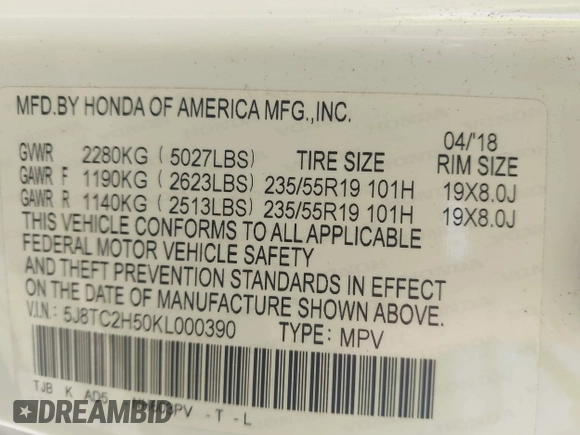 MFD.BY HONDA OF AMERICA MFG.,INC.
04/'18
GVWR 2280KG (5027LBS) TIRE SIZE RIM SIZE
GAWR F 1190KG (2623LBS) 235/55R19 101H 19X8.0J
GAWR R 1140KG (2513LBS) 235/55R19 101H 19X8.0J
THIS VEHICLE CONFORMS TO ALL APPLICABLE
FEDERAL MOTOR VEHICLE SAFETY
AND THEFT PREVENTION STANDARDS IN EFFECT
ON THE DATE OF MANUFACTURE SHOWN ABOVE.
V.I.N.: 5J8TC2H50KL000390 TYPE: MPV
TJB K AD5 - T - L
DREAMBID